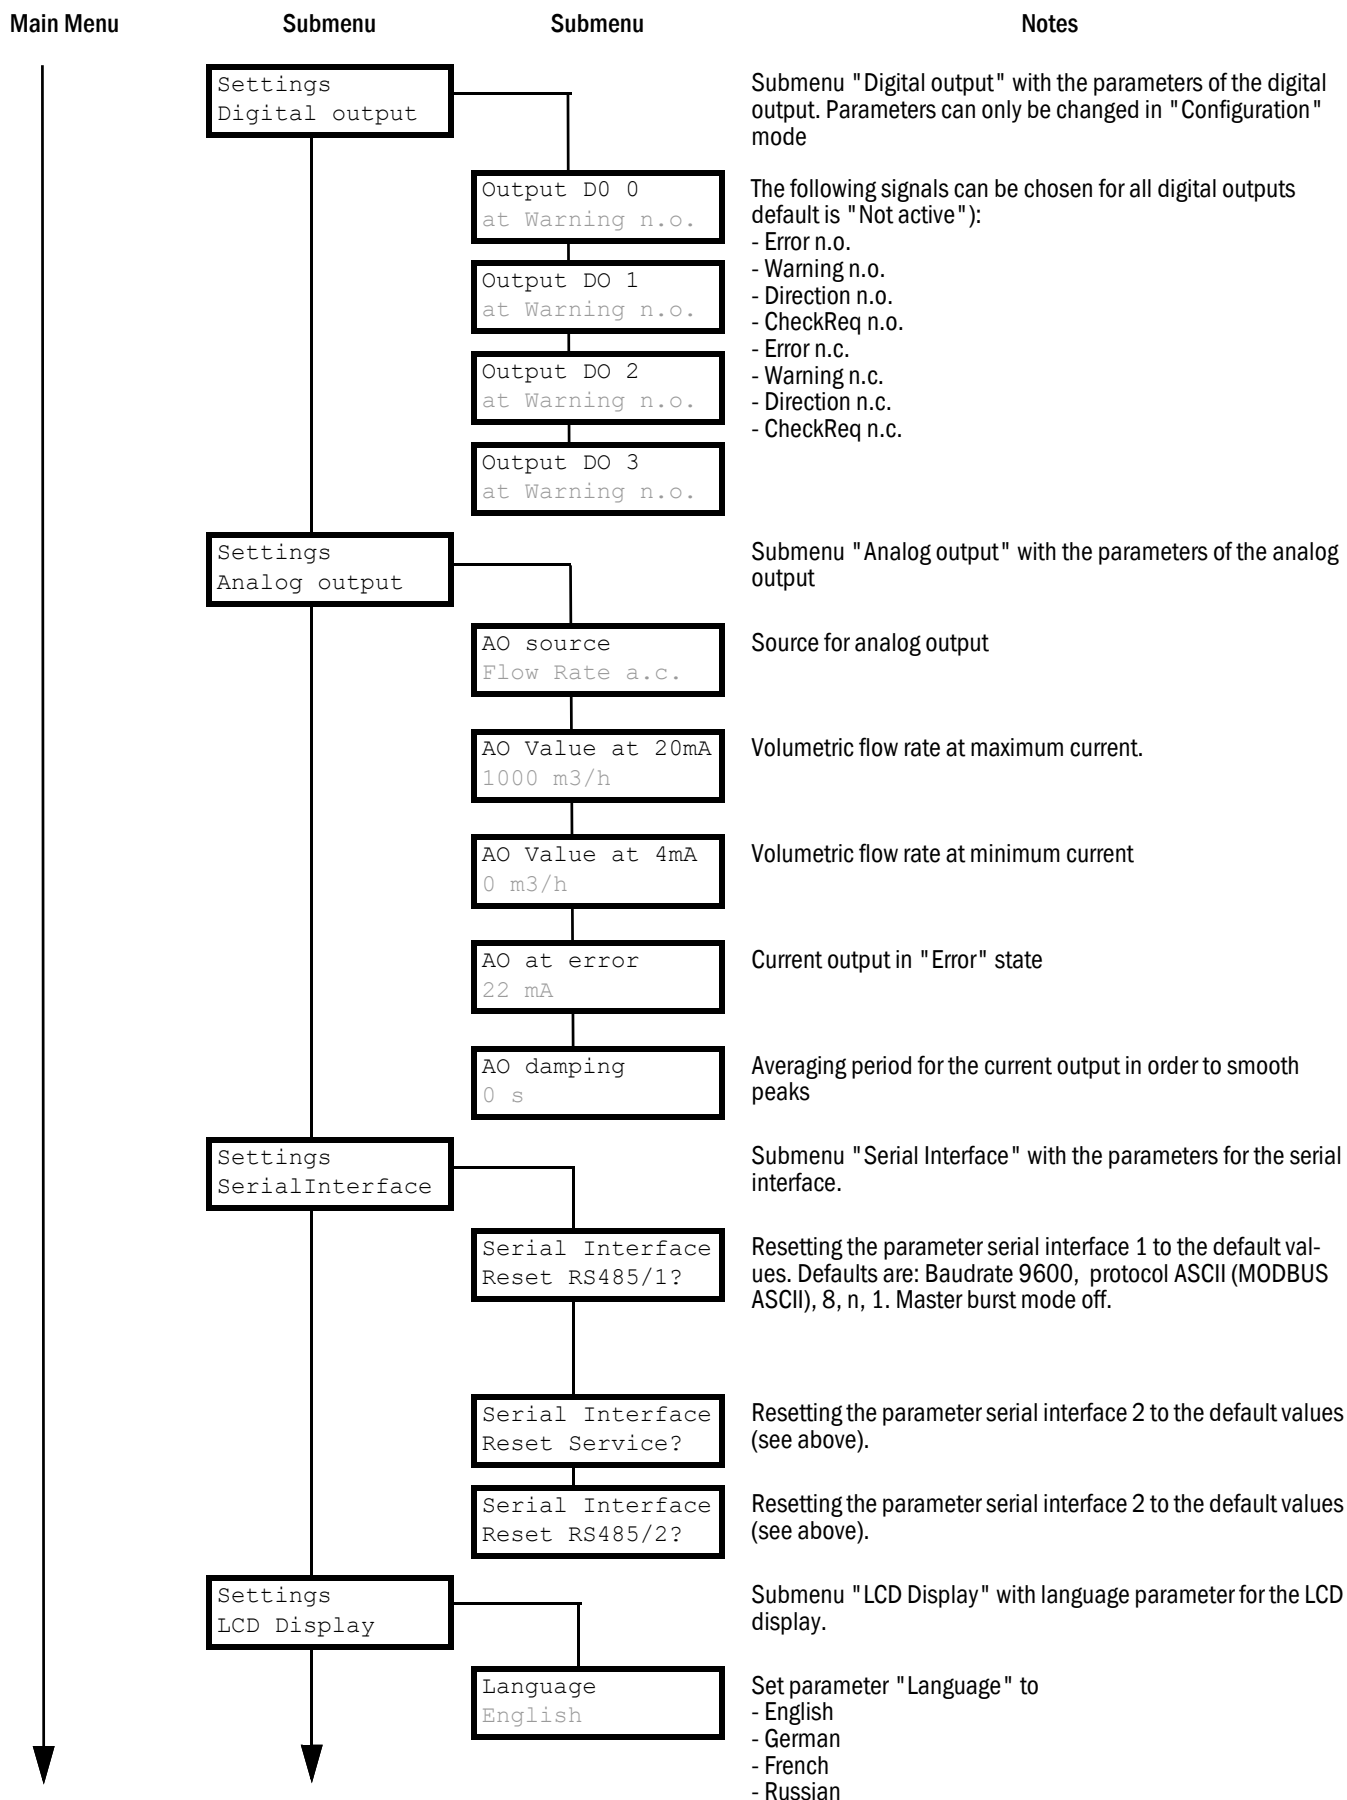 Main Menu Submenu Submenu Notes
Settings
Digital output
Submenu "Digital output" with the parameters of the digital
output. Parameters can only be changed in "Configuration"
mode
Output D0 0
at Warning n.o.
The following signals can be chosen for all digital outputs
default is "Not active"):
- Error n.o.
- Warning n.o.
- Direction n.o.
- CheckReq n.o.
- Error n.c.
- Warning n.c.
- Direction n.c.
- CheckReq n.c.
Output DO 1
at Warning n.o.
Output DO 2
at Warning n.o.
Output DO 3
at Warning n.o.
Settings
Analog output
Submenu "Analog output" with the parameters of the analog
output
AO source
Flow Rate a.c.
Source for analog output
AO Value at 20mA
1000 m3/h
Volumetric flow rate at maximum current.
AO Value at 4mA
0 m3/h
Volumetric flow rate at minimum current
AO at error
22 mA
Current output in "Error" state
AO damping
0 s
Averaging period for the current output in order to smooth
peaks
Settings
SerialInterface
Submenu "Serial Interface" with the parameters for the serial
interface.
Serial Interface
Reset RS485/1?
Resetting the parameter serial interface 1 to the default val-
ues. Defaults are: Baudrate 9600, protocol ASCII (MODBUS
ASCII), 8, n, 1. Master burst mode off.
Serial Interface
Reset Service?
Resetting the parameter serial interface 2 to the default values
(see above).
Serial Interface
Reset RS485/2?
Resetting the parameter serial interface 2 to the default values
(see above).
Settings
LCD Display
Submenu "LCD Display" with language parameter for the LCD
display.
Language
English
Set parameter "Language" to
- English
- German
- French
- Russian